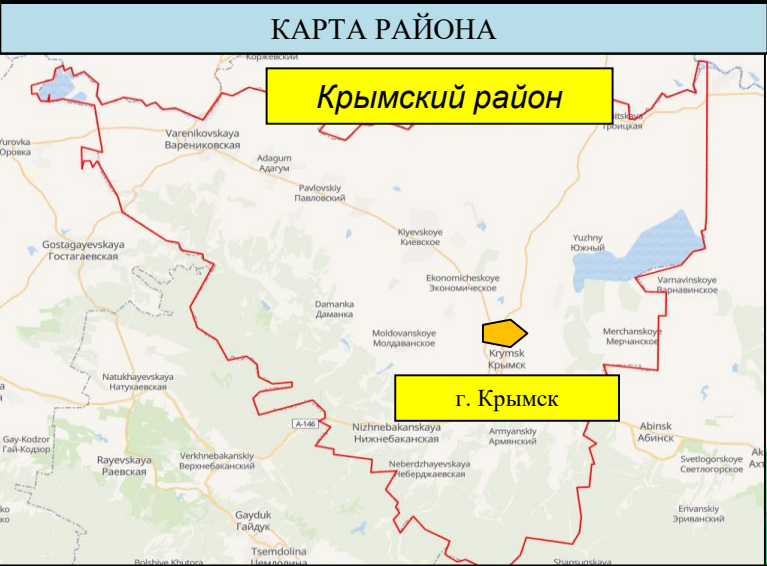 КАРТА РАЙОНА
Коржевский
Крымский район
Троицкая
Varenikovskaya
Варениковская
Adagum
Адагум
Pavlovskiy
Павловский
Gostagayevskaya
Гостагаевская
Kiyevskoye
Киевское
Yuzhny
Южный
Ekonomicheskoye
Экономическое
Varnavinskoye
Варнавинское
Damanka
Даманка
Moldovanskoye
Молдаванское
Merchanskoye
Мерчанское
Krymsk
Крымск
Natukhayevskaya
Натухаевская
г. Крымск
A-146
Nizhnebakanskaya
Нижнебаканская
Armyanskiy
Армянский
Abinsk
Абинск
Gay-Kodzor
Гай-Кодзор
Rayevskaya
Раевская
Verkhnebakanskiy
Верхнебаканский
Neberdzhayevskaya
Неберджаевская
Svetlogorskoye
Светлогорское
Gayduk
Гайдук
Erivanskiy
Эриванский
Tsemdolina
Цемдолина
Bolshiye Khutora
Shapsugskaya